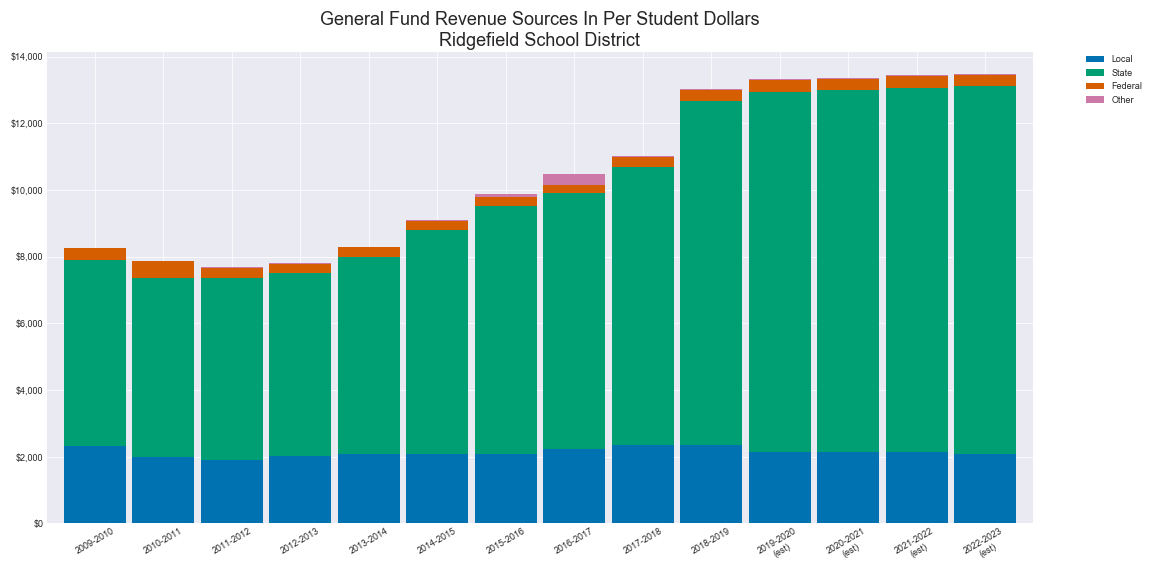 General Fund Revenue Sources In Per Student Dollars
Ridgefield School District
$14,000
$12,000
$10,000
$8,000
$6,000
$4,000
$2,000
$0
Local
State
Federal
Other
2009-2010
2010-2011
2011-2012
2012-2013
2013-2014
2014-2015
2015-2016
2016-2017
2017-2018
2018-2019
2019-2020
(est)
2020-2021
(est)
2021-2022
(est)
2022-2023
(est)